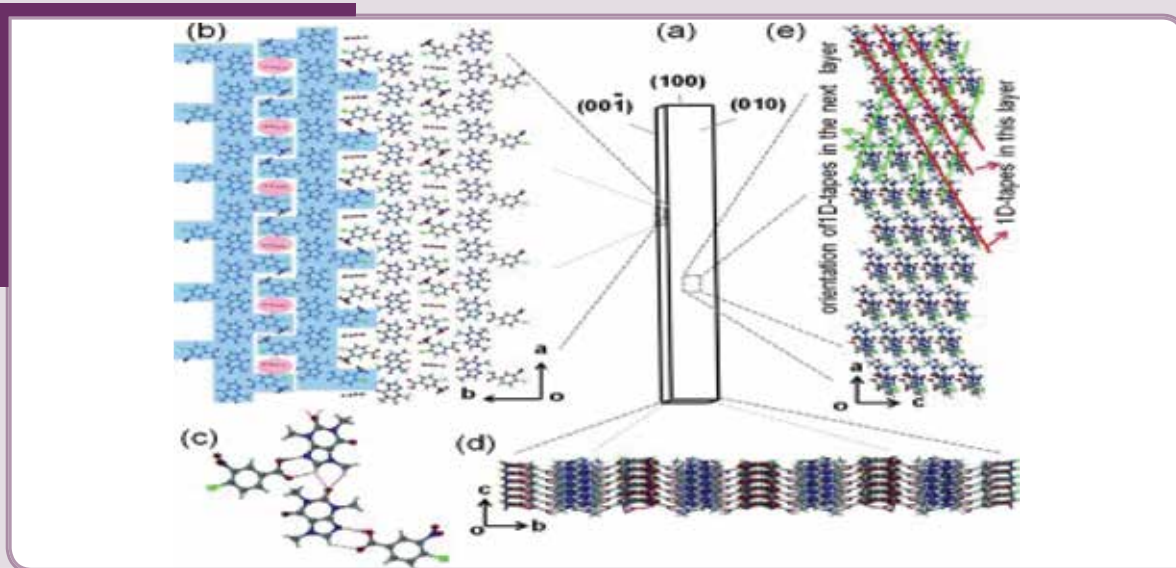 (b)
(a)
(e)
(100)
(001̄)
(010)
orientation of 1D-tapes in the next layer
1D-tapes in this layer
a
b
o
a
o
c
(c)
(d)
c
o
b